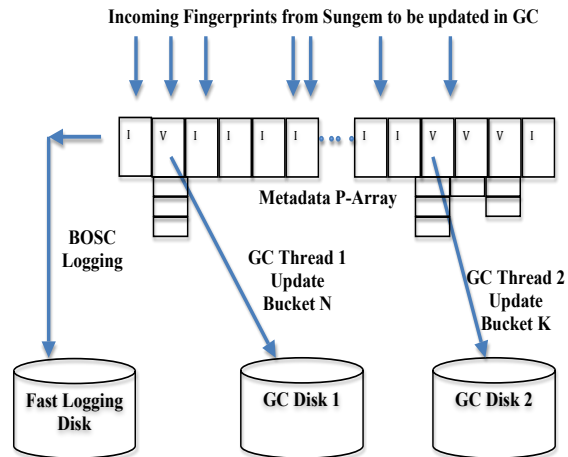 Incoming Fingerprints from Sungem to be updated in GC
I V I I I I I I V V V I
Metadata P-Array
BOSC
Logging
GC Thread 1
Update
Bucket N
GC Thread 2
Update
Bucket K
Fast Logging
Disk
GC Disk 1
GC Disk 2